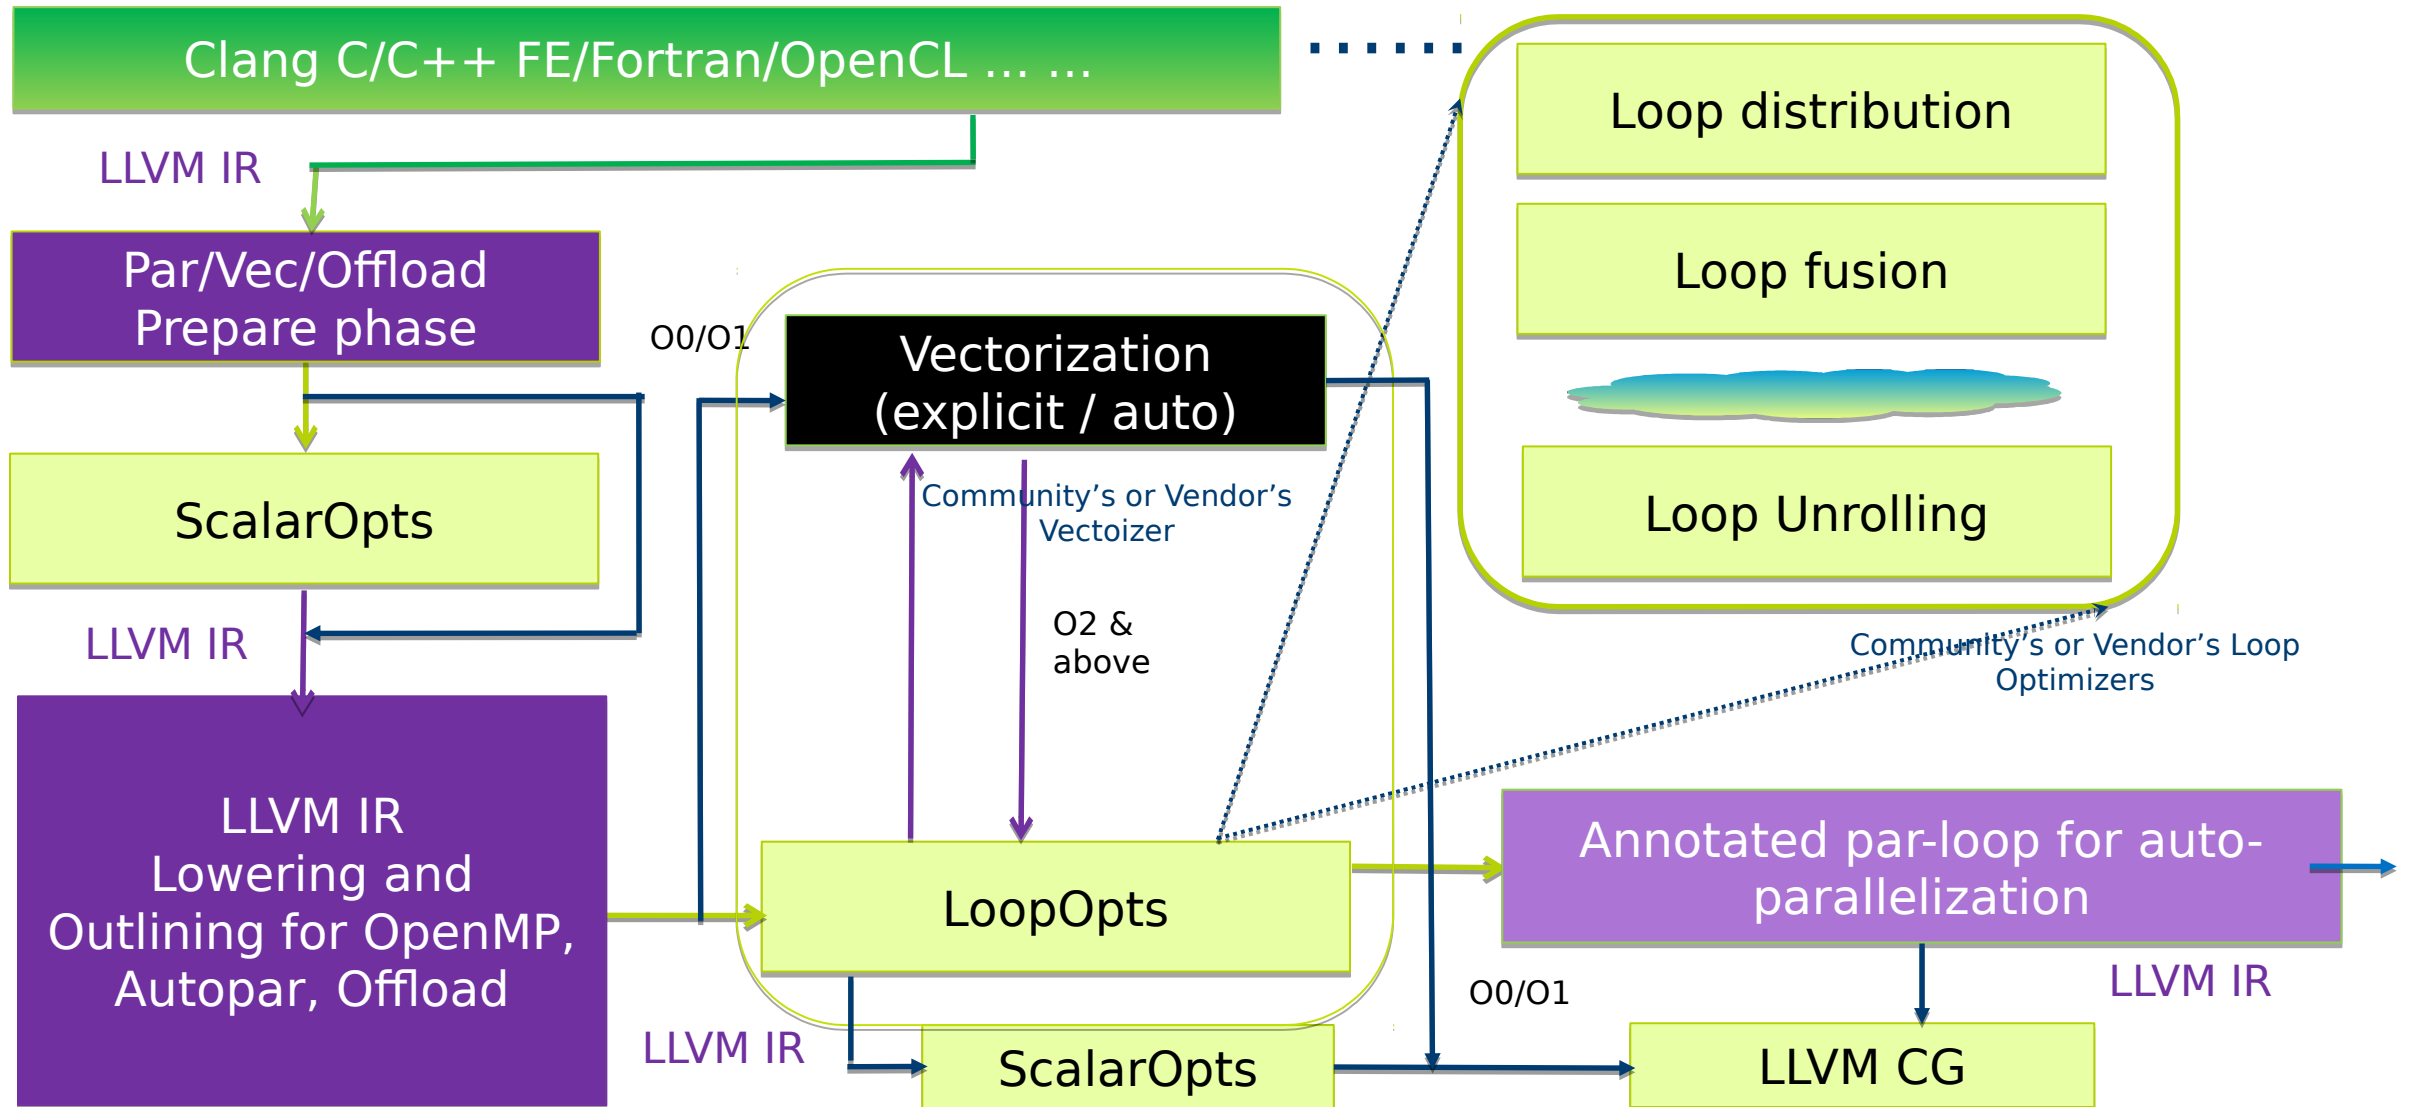 Clang C/C++ FE/Fortran/OpenCL ... ...
LLVM IR
Par/Vec/Offload
Prepare phase
ScalarOpts
LLVM IR
LLVM IR
Lowering and
Outlining for OpenMP,
Autopar, Offload
O0/O1
Vectorization
(explicit / auto)
Community’s or Vendor’s
Vectoizer
O2 &
above
LoopOpts
LLVM IR
ScalarOpts
Loop distribution
Loop fusion
Loop Unrolling
Community’s or Vendor’s Loop
Optimizers
Annotated par-loop for auto-
parallelization
O0/O1
LLVM IR
LLVM CG